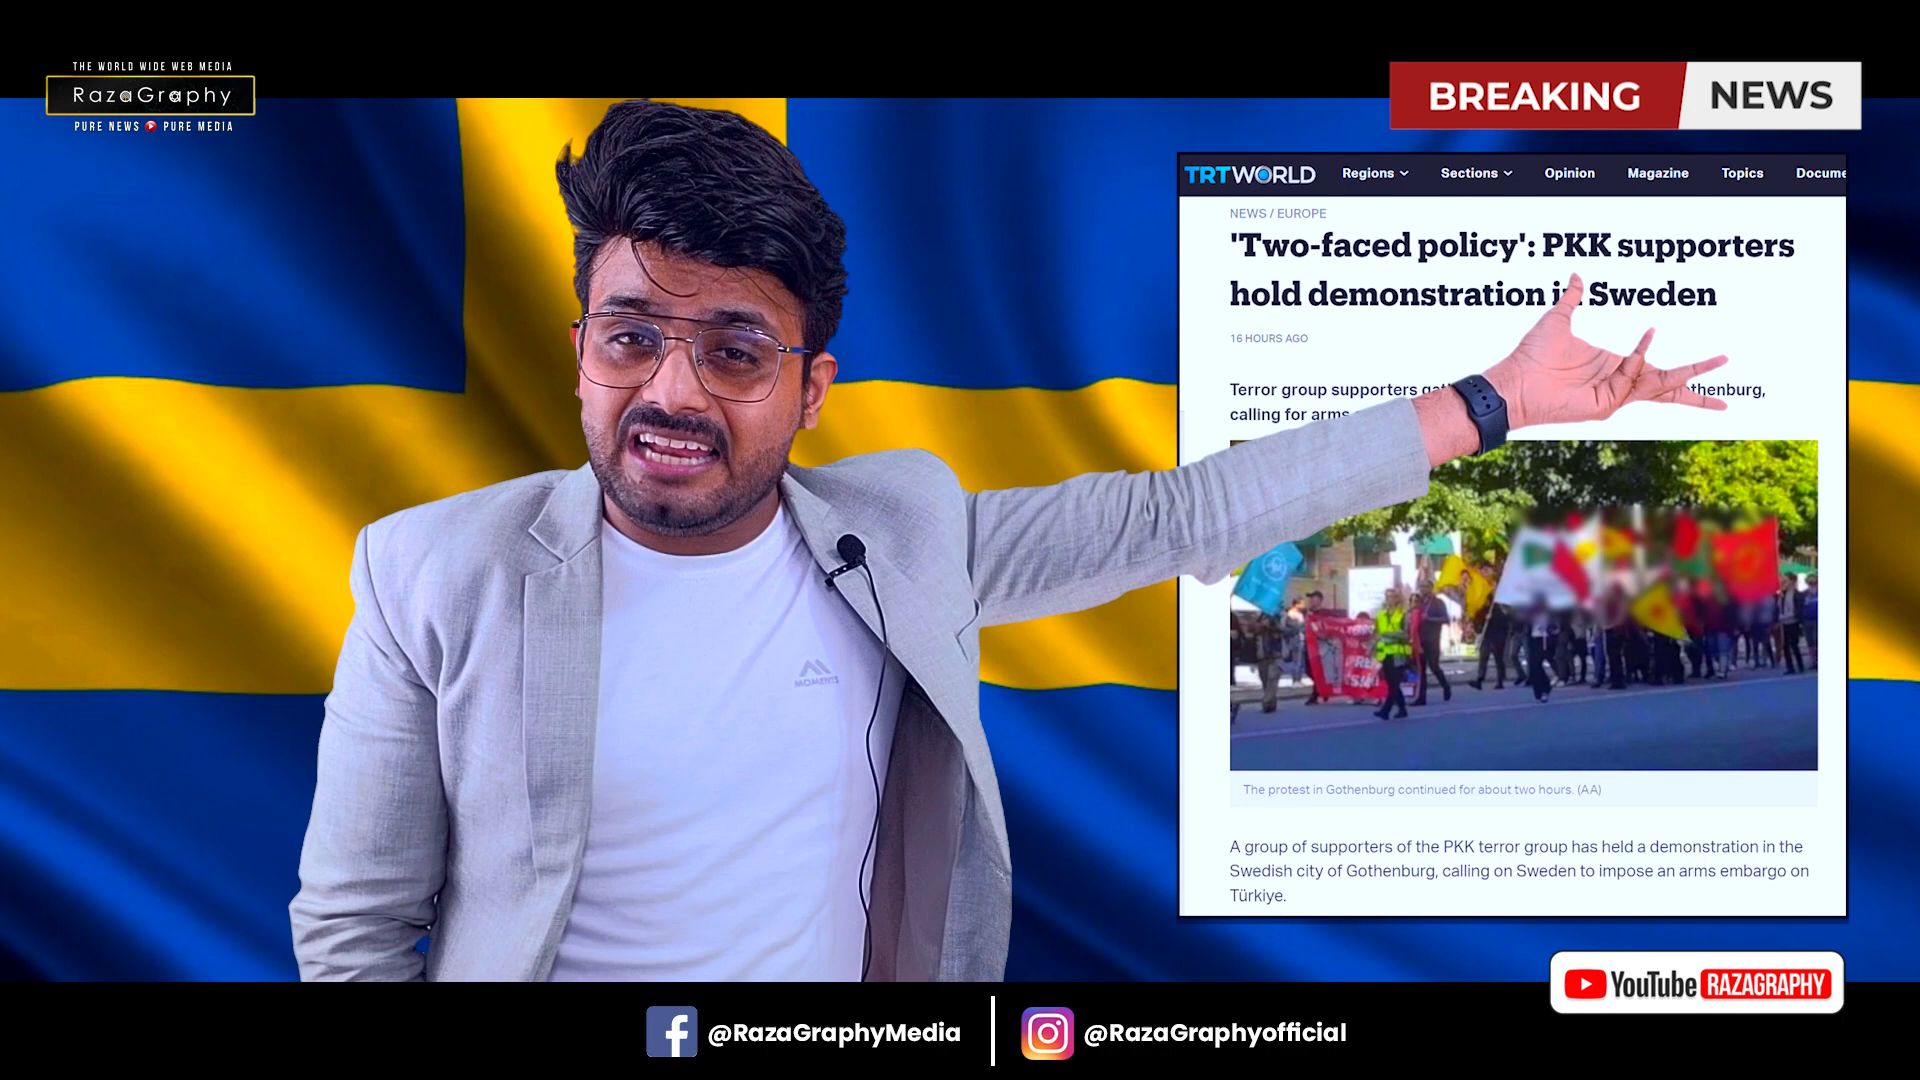 THE WORLD WIDE WEB MEDIA
RazaGraphy
PURE NEWS PURE MEDIA
BREAKING NEWS
TRTWORLD Regions Sections Opinion Magazine Topics
NEWS / EUROPE
'Two-faced policy': PKK supporters
hold demonstration in Sweden
16 HOURS AGO
Terror group supporters
calling for arms
The protest in Gothenburg continued for about two hours. (AA)
A group of supporters of the PKK terror group has held a demonstration in the
Swedish city of Gothenburg, calling on Sweden to impose an arms embargo on
Türkiye.
MOMENTS
YouTube RAZAGRAPHY
@RazaGraphyMedia
@RazaGraphyofficial